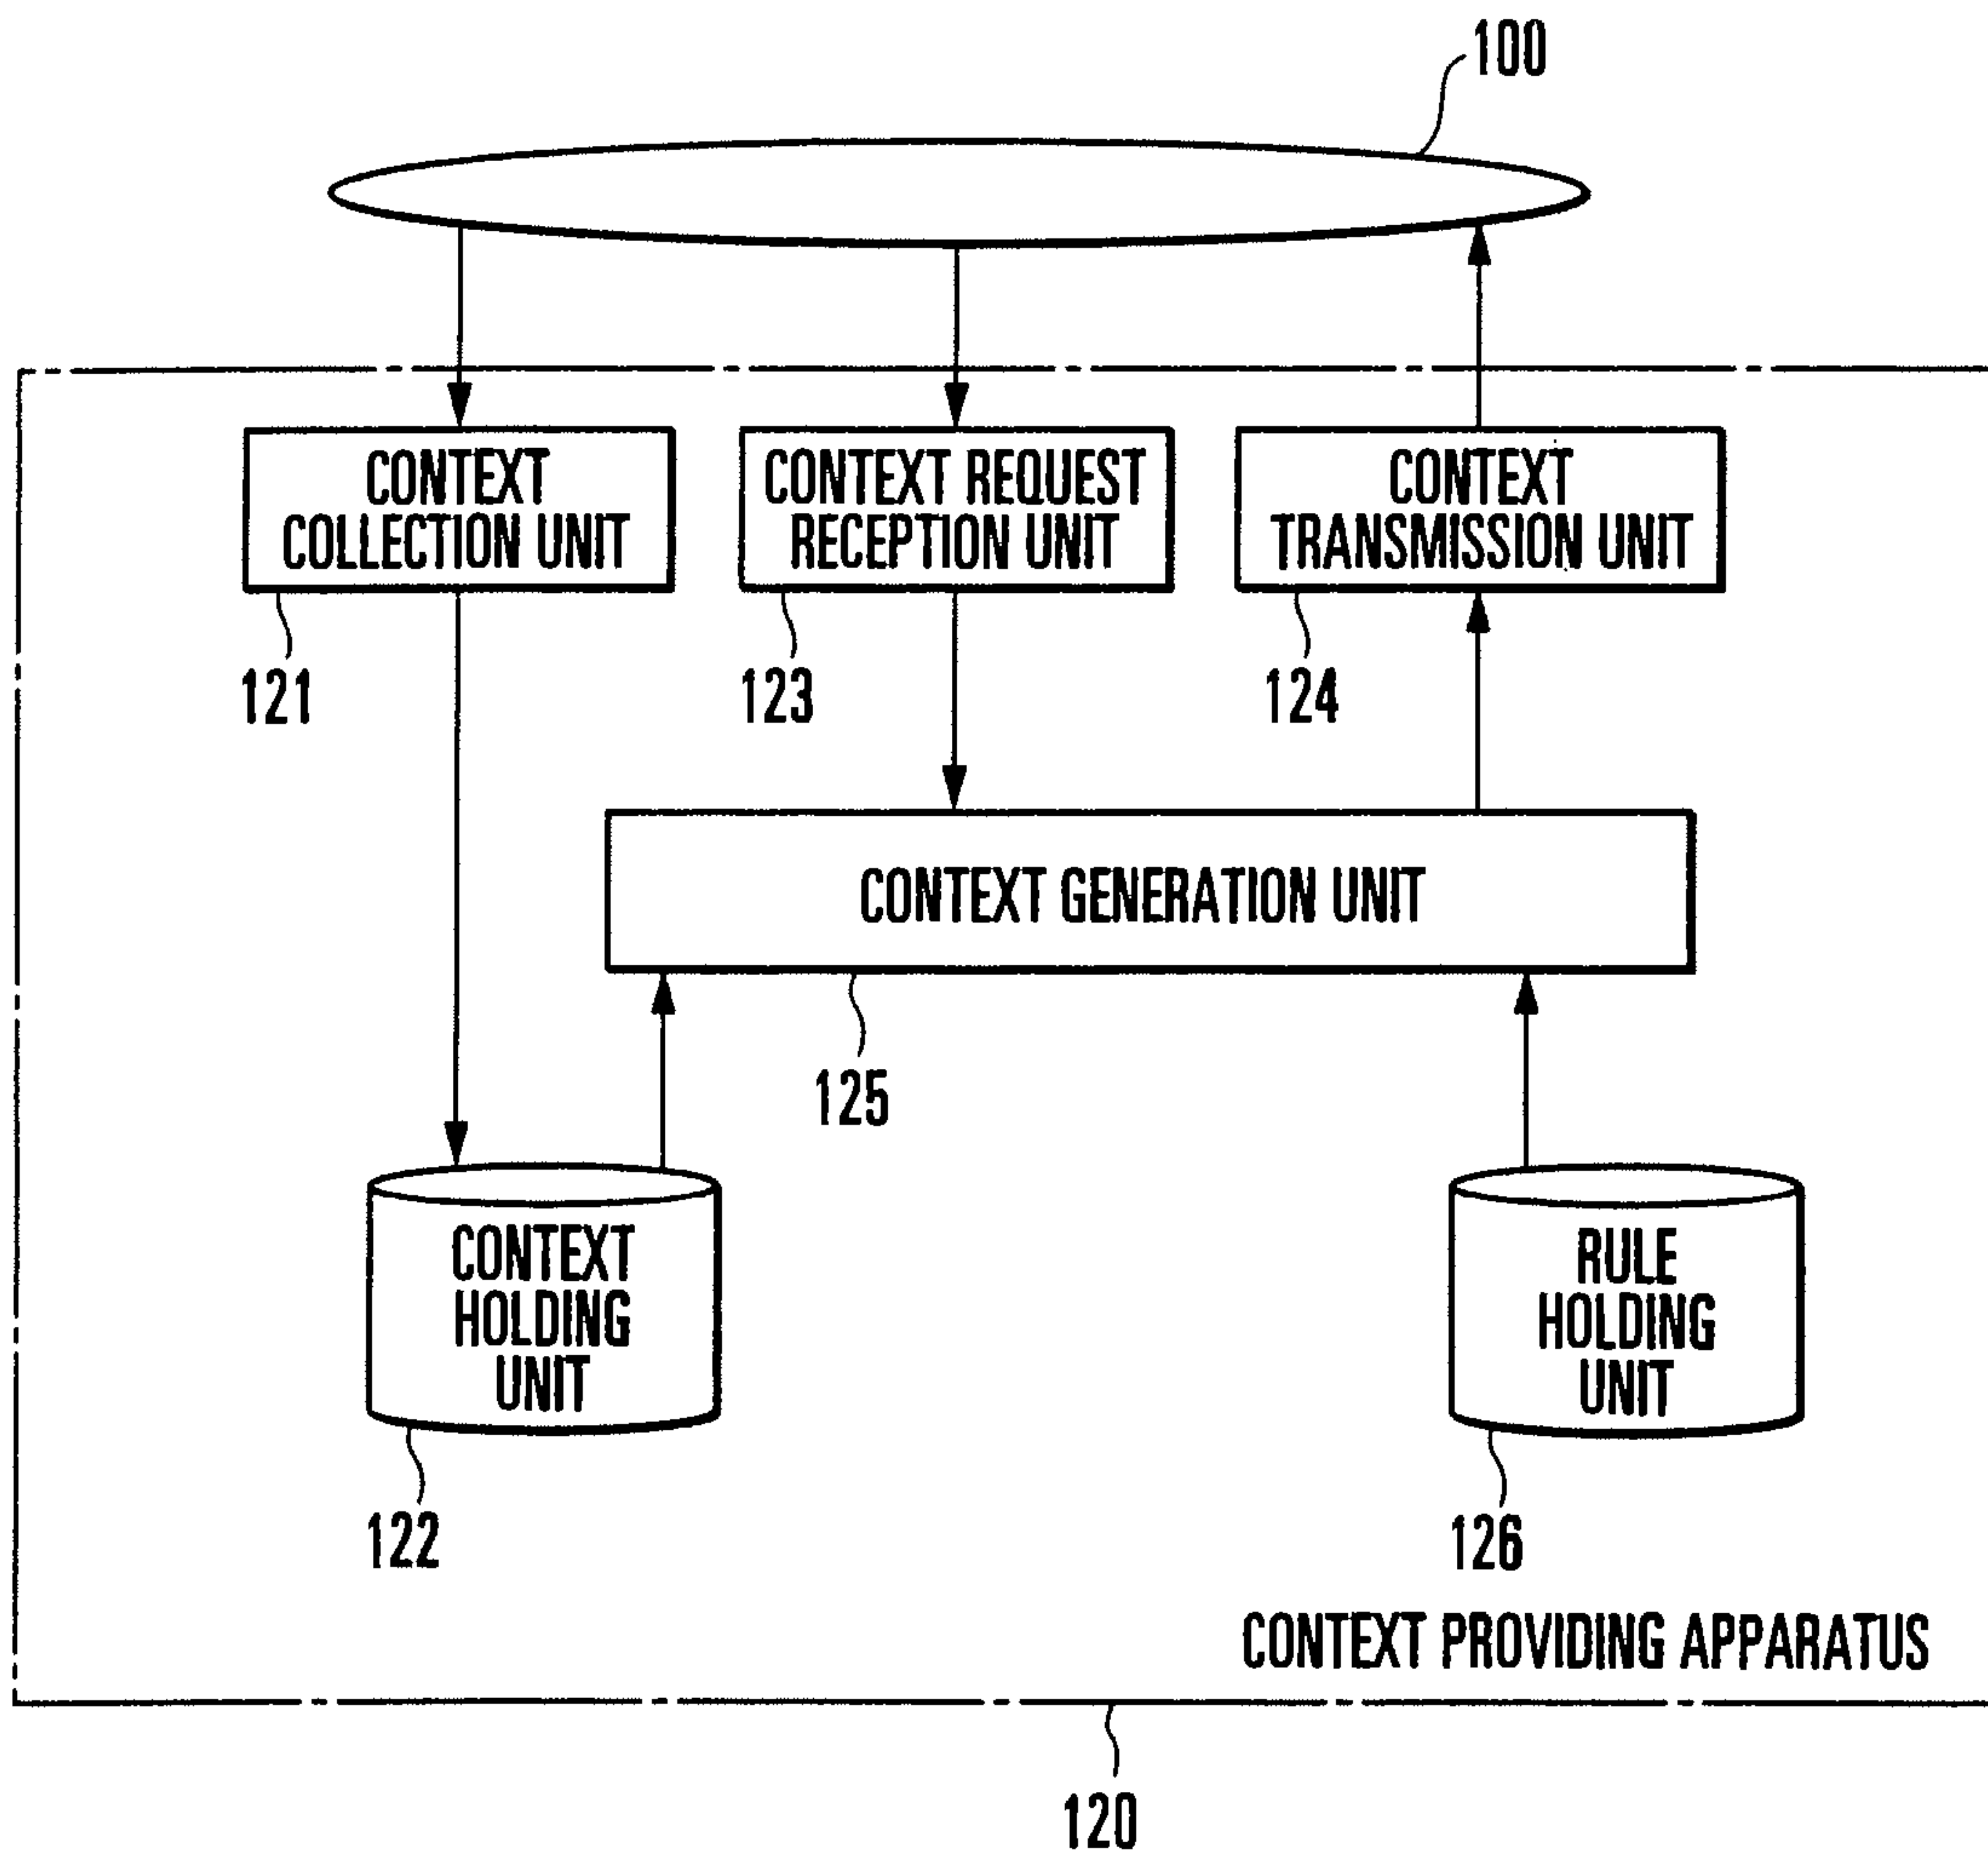 100
CONTEXT
COLLECTION UNIT
CONTEXT REQUEST
RECEPTION UNIT
CONTEXT
TRANSMISSION UNIT
121
123
124
CONTEXT GENERATION UNIT
125
CONTEXT
HOLDING
UNIT
RULE
HOLDING
UNIT
122
126
CONTEXT PROVIDING APPARATUS
120